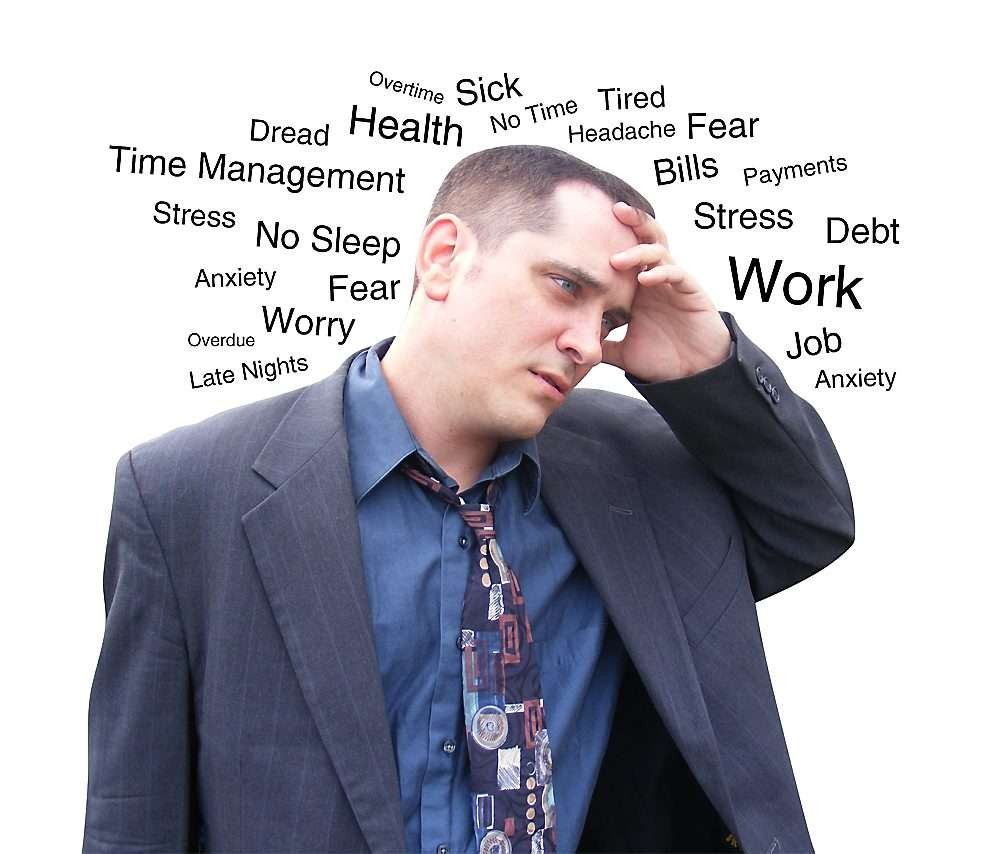 Overtime
Sick
No Time
Tired
Dread
Health
Headache
Fear
Time Management
Bills
Payments
Stress
No Sleep
Stress
Debt
Anxiety
Fear
Work
Worry
Overdue
Job
Late Nights
Anxiety